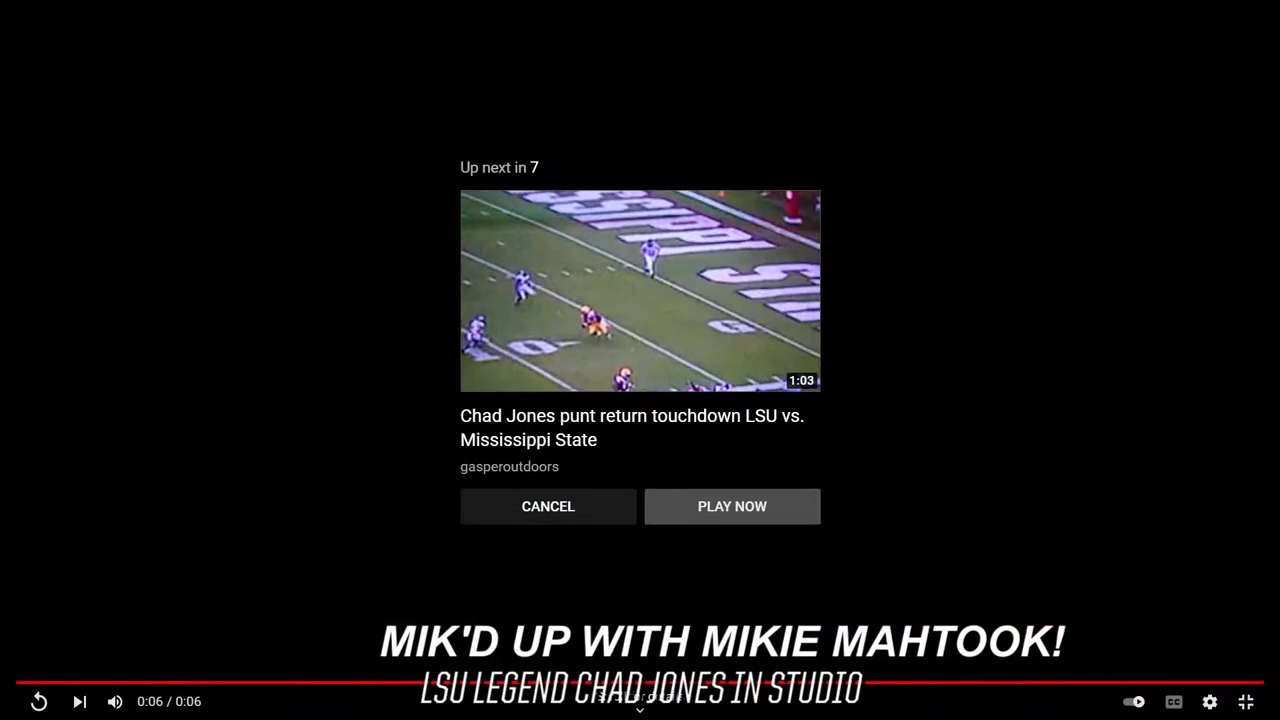 Up next in 7
1:03
Chad Jones punt return touchdown LSU vs.
Mississippi State
gasperoutdoors
CANCEL
PLAY NOW
MIK'D UP WITH MIKIE MAHTOOK!
LSU LEGEND CHAD JONES IN STUDIO
0:06 / 0:06
CC